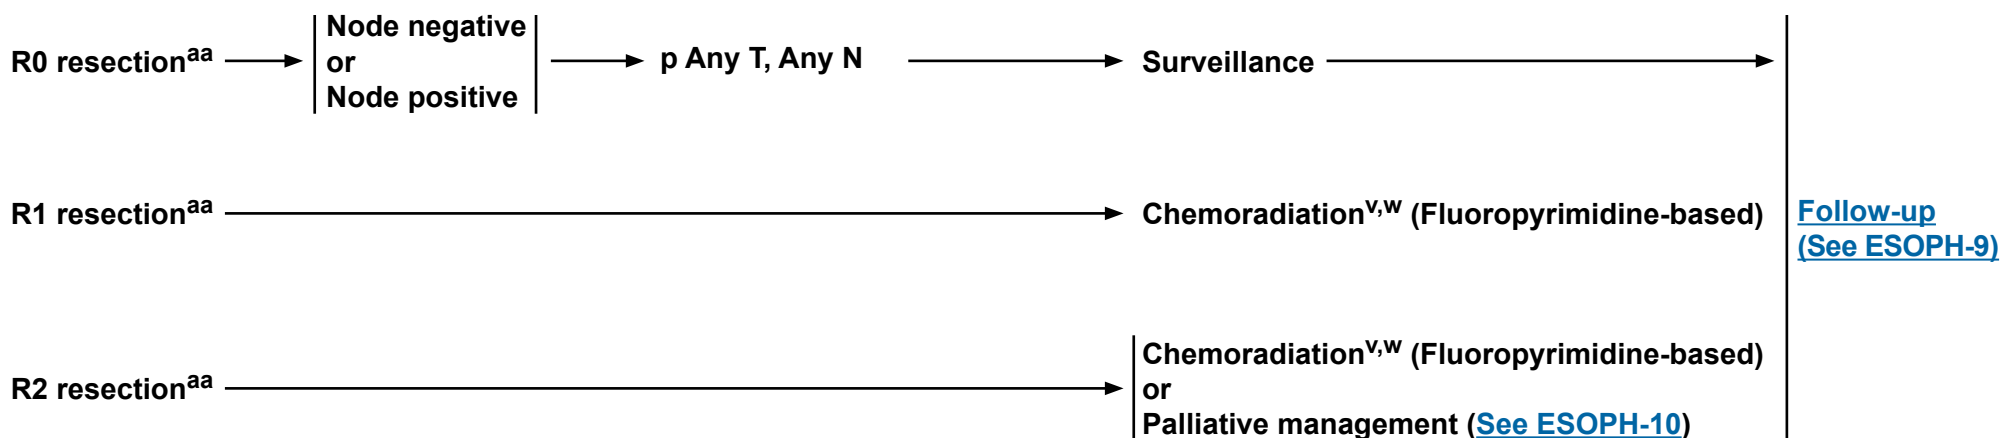 R0 resectionaa
Node negative
or
Node positive
p Any T, Any N
Surveillance
R1 resectionaa
Chemoradiationv,w (Fluoropyrimidine-based)
Follow-up
(See ESOPH-9)
R2 resectionaa
Chemoradiationv,w (Fluoropyrimidine-based)
or
Palliative management (See ESOPH-10)